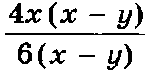 4x(x − y)
6(x − y)